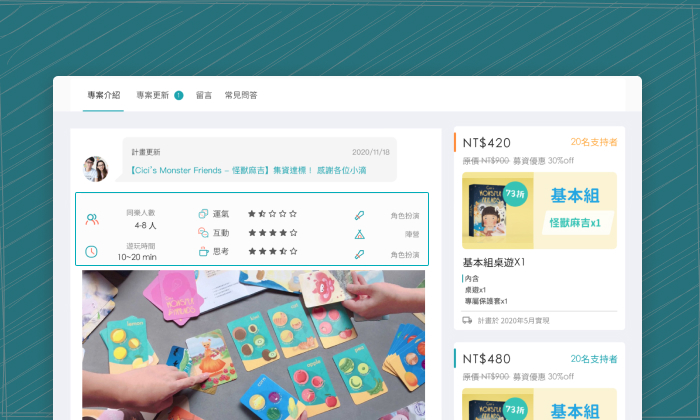 專案介紹
專案更新 1
留言
常見問答
計畫更新
2020/11/18
【Cici's Monster Friends – 怪獸麻吉】集資達標！ 感謝各位小滴
同樂人數
4-8 人
遊玩時間
10~20 min
運氣
互動
思考
角色扮演
陣營
角色扮演
MONSTER
FRIENDS
NT$420
20名支持者
原價 NT$900 募資優惠 30%off
73折
基本組
怪獸麻吉x1
基本組桌遊X1
內含
桌遊x1
專屬保護套x1
計畫於 2020年5月實現
NT$480
20名支持者
原價 NT$900 募資優惠 30%off
73折
基本組